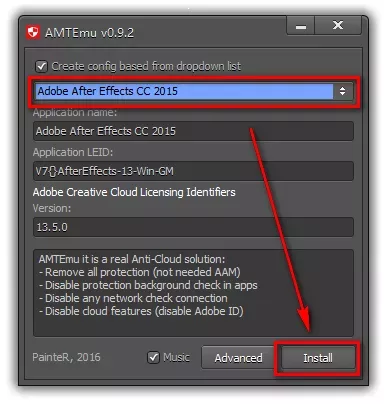 AMTEmu v0.9.2
Create config based from dropdown list
Adobe After Effects CC 2015
Application name:
Adobe After Effects CC 2015
Application LEID:
V7{}AfterEffects-13-Win-GM
Adobe Creative Cloud Licensing Identifiers
Version:
13.5.0
AMTEmu it is a real Anti-Cloud solution:
- Remove all protection (not needed AAM)
- Disable protection background check in apps
- Disable any network check connection
- Disable cloud features (disable Adobe ID)
PainteR, 2016 Music Advanced Install